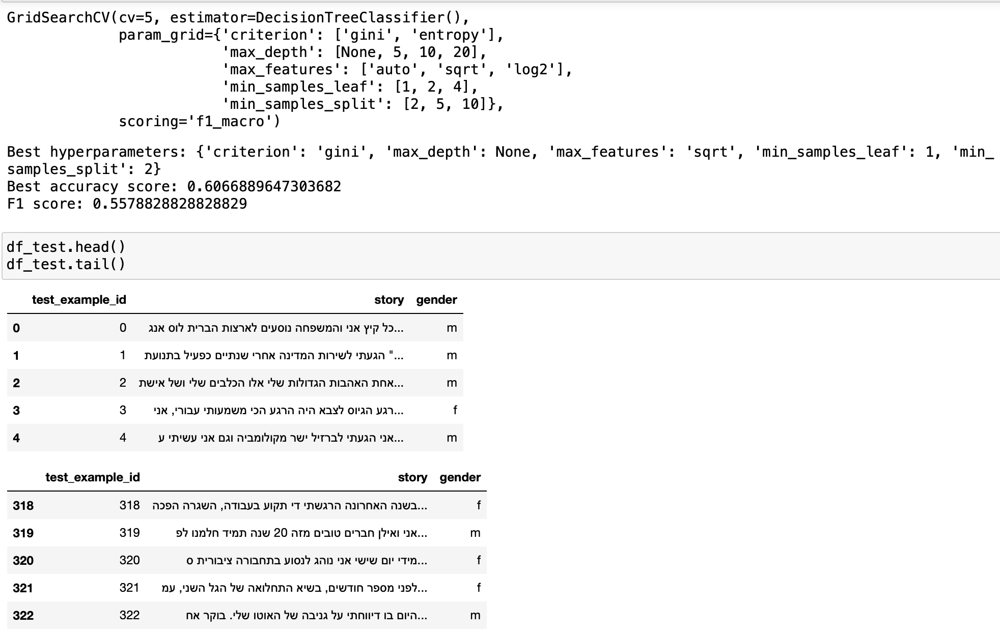 GridSearchCV(cv=5, estimator=DecisionTreeClassifier(),
             param_grid={'criterion': ['gini', 'entropy'],
                         'max_depth': [None, 5, 10, 20],
                         'max_features': ['auto', 'sqrt', 'log2'],
                         'min_samples_leaf': [1, 2, 4],
                         'min_samples_split': [2, 5, 10]},
             scoring='f1_macro')
Best hyperparameters: {'criterion': 'gini', 'max_depth': None, 'max_features': 'sqrt', 'min_samples_leaf': 1, 'min_
samples_split': 2}
Best accuracy score: 0.6066889647303682
F1 score: 0.5578828828828829
df_test.head()
df_test.tail()
test_example_id story gender
0 0 כל קיץ אני והמשפחה נוסעים לארצות הברית לוס אנג... m
1 1 " הגעתי לשירות המדינה אחרי שנתיים כפעיל בתנועת... m
2 2 אחת האהבות הגדולות שלי אלו הכלבים שלי ושל אישת... m
3 3 רגע הגיוס לצבא היה הרגע הכי משמעותי עבורי, אני... f
4 4 אני הגעתי לברזיל ישר מקולומביה וגם אני עשיתי ע... m
test_example_id story gender
318 318 בשנה האחרונה הרגשתי די תקוע בעבודה, השגרה הפכה... f
319 319 אני ואילן חברים טובים מזה 20 שנה תמיד חלמנו לפ... m
320 320 מידי יום שישי אני נוהג לנסוע בתחבורה ציבורית ס... f
321 321 לפני מספר חודשים, בשיא התחלואה של הגל השני, עמ... f
322 322 היום בו דיווחתי על גניבה של האוטו שלי. בוקר אח... m